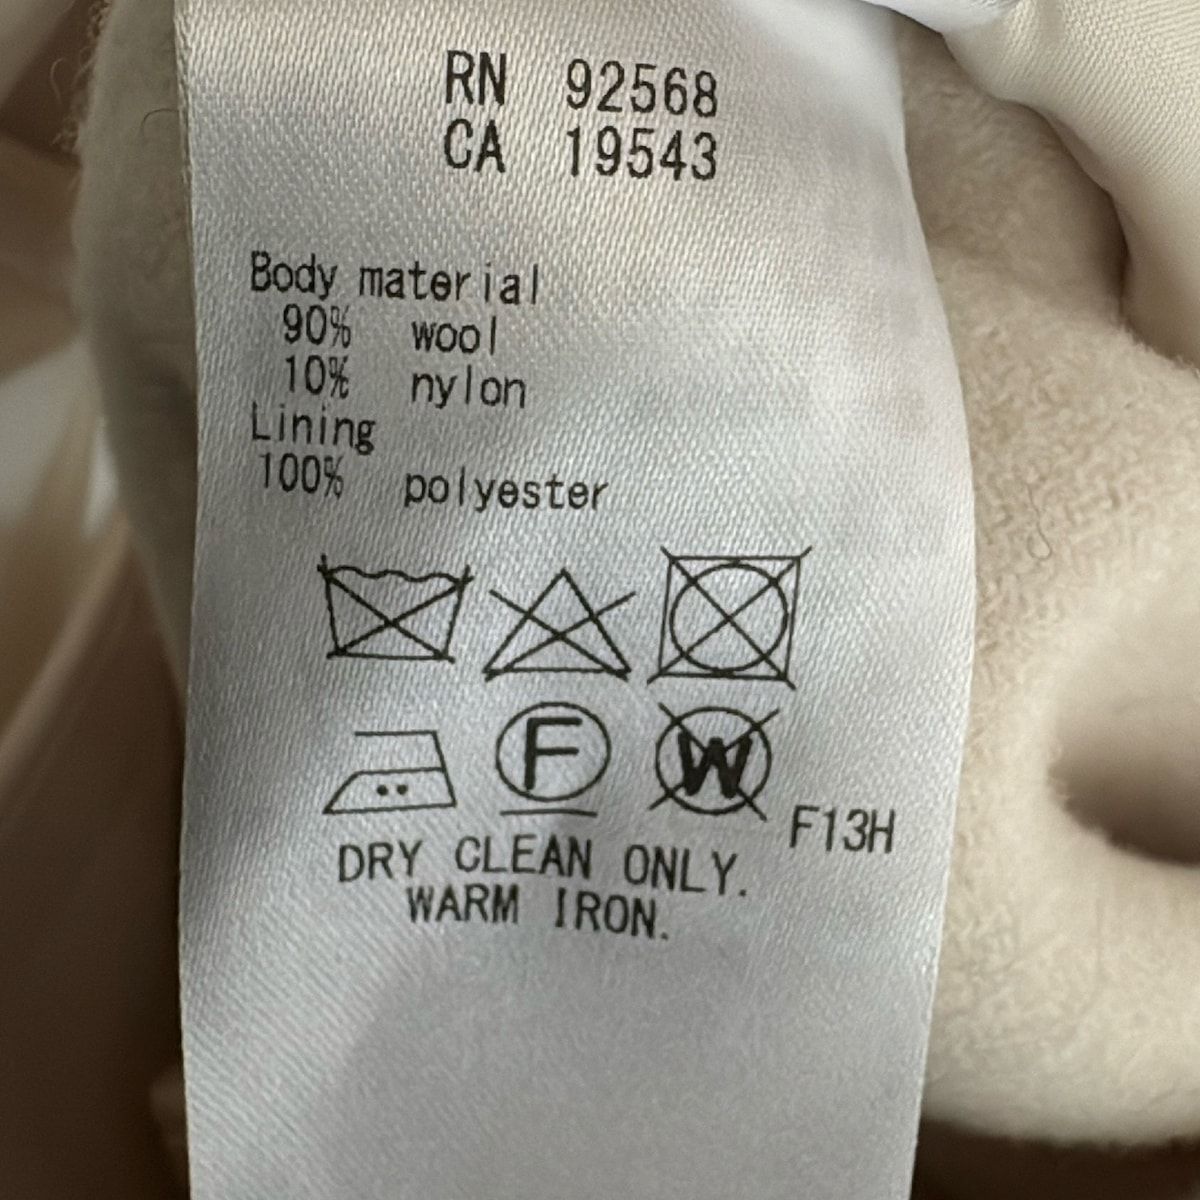 RN 92568
CA 19543
Body material
90% wool
10% nylon
Lining
100% polyester
F W
F13H
DRY CLEAN ONLY.
WARM IRON.